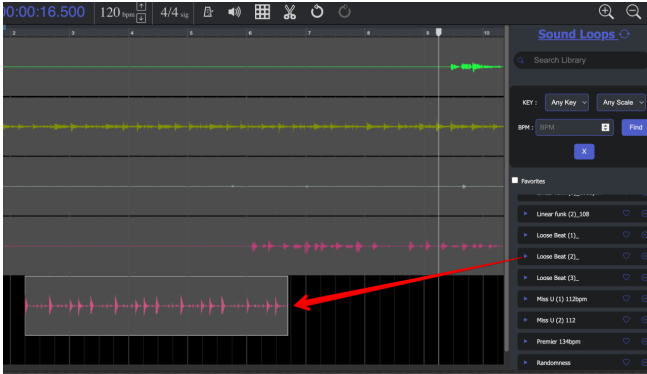 0:00:16.500 120 bpm 4/4 sig
2 3 4 5 6 7 8 9 10
Sound Loops
Search Library
KEY : Any Key Any Scale
BPM : BPM Find
X
Favorites
Linear funk (2)_108
Loose Beat (1)_
Loose Beat (2)_
Loose Beat (3)_
Miss U (1) 112bpm
Miss U (2) 112
Premier 134bpm
Randomness